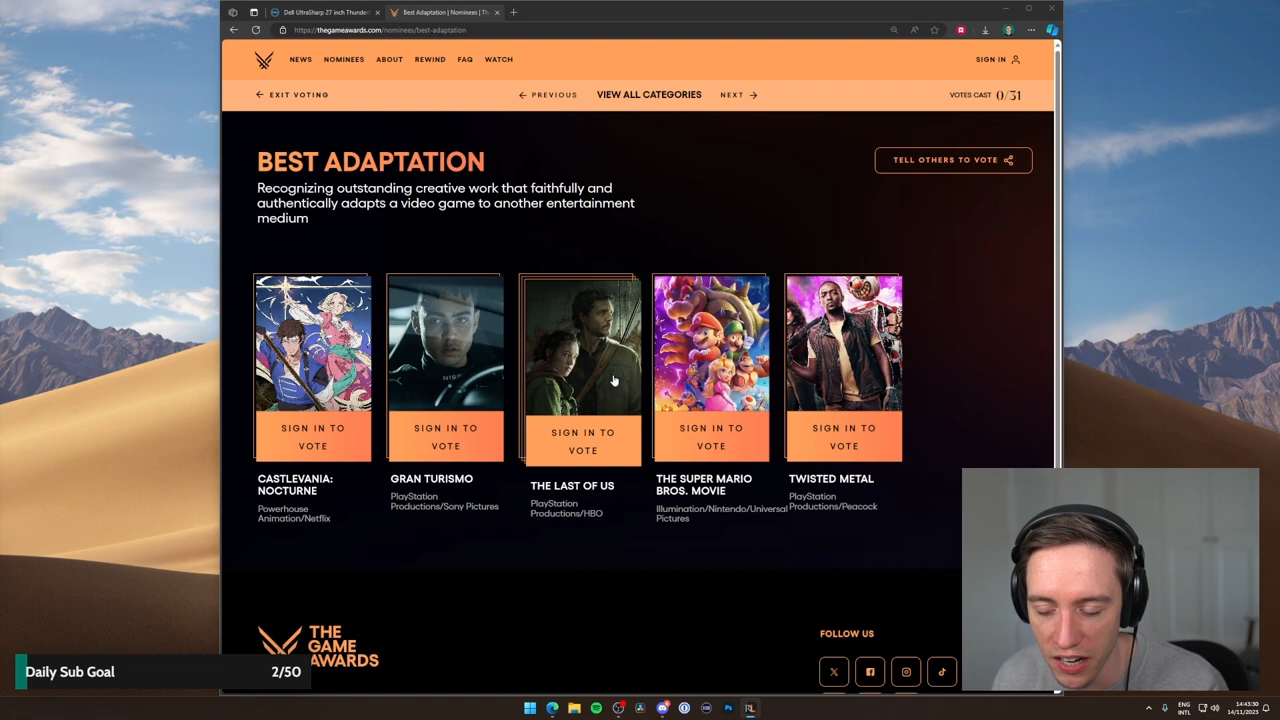 Dell UltraSharp 27 inch Thunder
Best Adaptation | Nominees | Th
https://thegameawards.com/nominees/best-adaptation
NEWS
NOMINEES
ABOUT
REWIND
FAQ
WATCH
SIGN IN
EXIT VOTING
PREVIOUS
VIEW ALL CATEGORIES
NEXT
VOTES CAST 0/31
BEST ADAPTATION
TELL OTHERS TO VOTE
Recognizing outstanding creative work that faithfully and
authentically adapts a video game to another entertainment
medium
SIGN IN TO
VOTE
SIGN IN TO
VOTE
SIGN IN TO
VOTE
SIGN IN TO
VOTE
SIGN IN TO
VOTE
CASTLEVANIA:
NOCTURNE
Powerhouse
Animation/Netflix
GRAN TURISMO
PlayStation
Productions/Sony Pictures
THE LAST OF US
PlayStation
Productions/HBO
THE SUPER MARIO
BROS. MOVIE
Illumination/Nintendo/Universal
Pictures
TWISTED METAL
PlayStation
Productions/Peacock
THE
GAME
AWARDS
FOLLOW US
Daily Sub Goal
2/50
ENG
INTL
14:43:30
14/11/2023